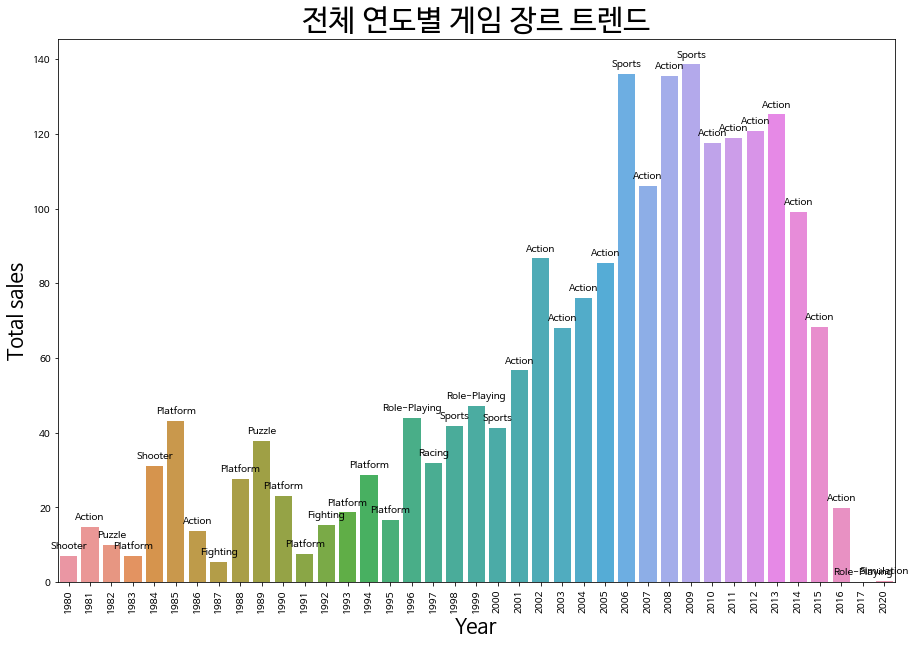 전체 연도별 게임 장르 트렌드
Total sales
140
120
100
80
60
40
20
0
Shooter
Action
Puzzle
Platform
Shooter
Platform
Action
Fighting
Platform
Puzzle
Platform
Platform
Fighting
Platform
Platform
Platform
Role-Playing
Racing
Sports
Role-Playing
Sports
Action
Action
Action
Action
Action
Sports
Action
Action
Sports
Action
Action
Action
Action
Action
Action
Action
Role-Playing
Simulation
1980
1981
1982
1983
1984
1985
1986
1987
1988
1989
1990
1991
1992
1993
1994
1995
1996
1997
1998
1999
2000
2001
2002
2003
2004
2005
2006
2007
2008
2009
2010
2011
2012
2013
2014
2015
2016
2017
2020
Year